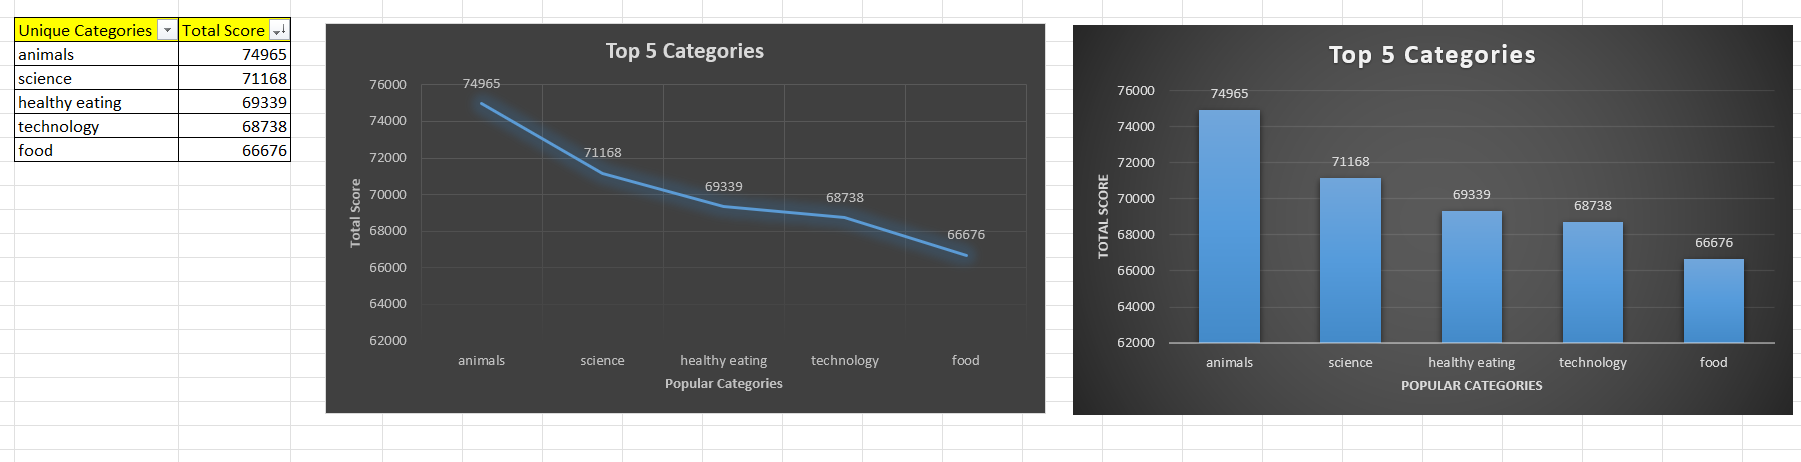 Unique Categories Total Score
animals 74965
science 71168
healthy eating 69339
technology 68738
food 66676
Top 5 Categories
76000
74000
72000
70000
68000
66000
64000
62000
Total Score
74965
71168
69339
68738
66676
animals science healthy eating technology food
Popular Categories
Top 5 Categories
76000
74000
72000
70000
68000
66000
64000
62000
TOTAL SCORE
74965
71168
69339
68738
66676
animals science healthy eating technology food
POPULAR CATEGORIES